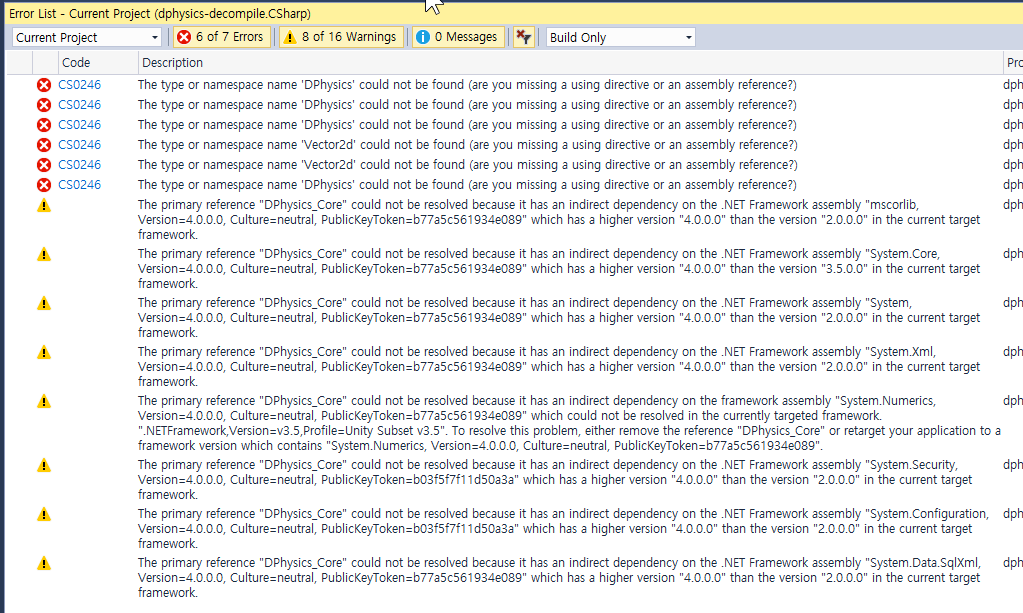 Error List - Current Project (dphysics-decompile.CSharp)
Current Project 6 of 7 Errors 8 of 16 Warnings 0 Messages Build Only
Code Description Pro
CS0246 The type or namespace name 'DPhysics' could not be found (are you missing a using directive or an assembly reference?) dph
CS0246 The type or namespace name 'DPhysics' could not be found (are you missing a using directive or an assembly reference?) dph
CS0246 The type or namespace name 'DPhysics' could not be found (are you missing a using directive or an assembly reference?) dph
CS0246 The type or namespace name 'Vector2d' could not be found (are you missing a using directive or an assembly reference?) dph
CS0246 The type or namespace name 'Vector2d' could not be found (are you missing a using directive or an assembly reference?) dph
CS0246 The type or namespace name 'DPhysics' could not be found (are you missing a using directive or an assembly reference?) dph
The primary reference "DPhysics_Core" could not be resolved because it has an indirect dependency on the .NET Framework assembly "mscorlib, dph
Version=4.0.0.0, Culture=neutral, PublicKeyToken=b77a5c561934e089" which has a higher version "4.0.0.0" than the version "2.0.0.0" in the current target
framework.
The primary reference "DPhysics_Core" could not be resolved because it has an indirect dependency on the .NET Framework assembly "System.Core, dph
Version=4.0.0.0, Culture=neutral, PublicKeyToken=b77a5c561934e089" which has a higher version "4.0.0.0" than the version "3.5.0.0" in the current target
framework.
The primary reference "DPhysics_Core" could not be resolved because it has an indirect dependency on the .NET Framework assembly "System, dph
Version=4.0.0.0, Culture=neutral, PublicKeyToken=b77a5c561934e089" which has a higher version "4.0.0.0" than the version "2.0.0.0" in the current target
framework.
The primary reference "DPhysics_Core" could not be resolved because it has an indirect dependency on the .NET Framework assembly "System.Xml, dph
Version=4.0.0.0, Culture=neutral, PublicKeyToken=b77a5c561934e089" which has a higher version "4.0.0.0" than the version "2.0.0.0" in the current target
framework.
The primary reference "DPhysics_Core" could not be resolved because it has an indirect dependency on the framework assembly "System.Numerics, dph
Version=4.0.0.0, Culture=neutral, PublicKeyToken=b77a5c561934e089" which could not be resolved in the currently targeted framework.
".NETFramework,Version=v3.5,Profile=Unity Subset v3.5". To resolve this problem, either remove the reference "DPhysics_Core" or retarget your application to a
framework version which contains "System.Numerics, Version=4.0.0.0, Culture=neutral, PublicKeyToken=b77a5c561934e089".
The primary reference "DPhysics_Core" could not be resolved because it has an indirect dependency on the .NET Framework assembly "System.Security, dph
Version=4.0.0.0, Culture=neutral, PublicKeyToken=b03f5f7f11d50a3a" which has a higher version "4.0.0.0" than the version "2.0.0.0" in the current target
framework.
The primary reference "DPhysics_Core" could not be resolved because it has an indirect dependency on the .NET Framework assembly "System.Configuration, dph
Version=4.0.0.0, Culture=neutral, PublicKeyToken=b03f5f7f11d50a3a" which has a higher version "4.0.0.0" than the version "2.0.0.0" in the current target
framework.
The primary reference "DPhysics_Core" could not be resolved because it has an indirect dependency on the .NET Framework assembly "System.Data.SqlXml, dph
Version=4.0.0.0, Culture=neutral, PublicKeyToken=b77a5c561934e089" which has a higher version "4.0.0.0" than the version "2.0.0.0" in the current target
framework.